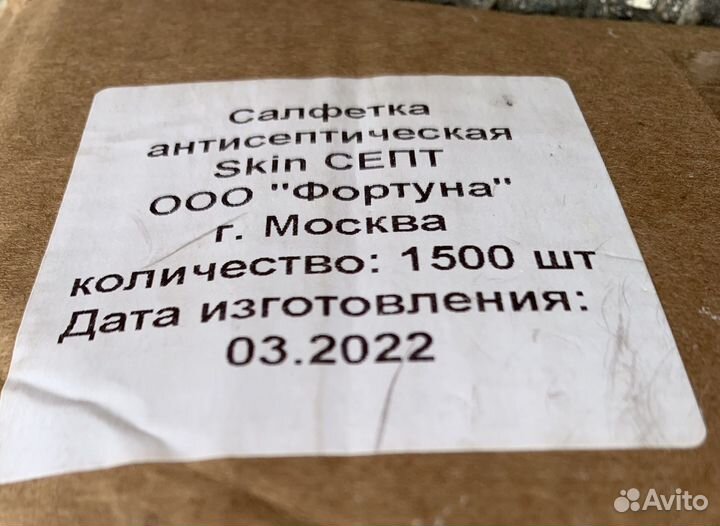 Салфетка
антисептическая
Skin СЕПТ
ООО "Фортуна"
г. Москва
количество: 1500 шт
Дата изготовления:
03.2022
Avito